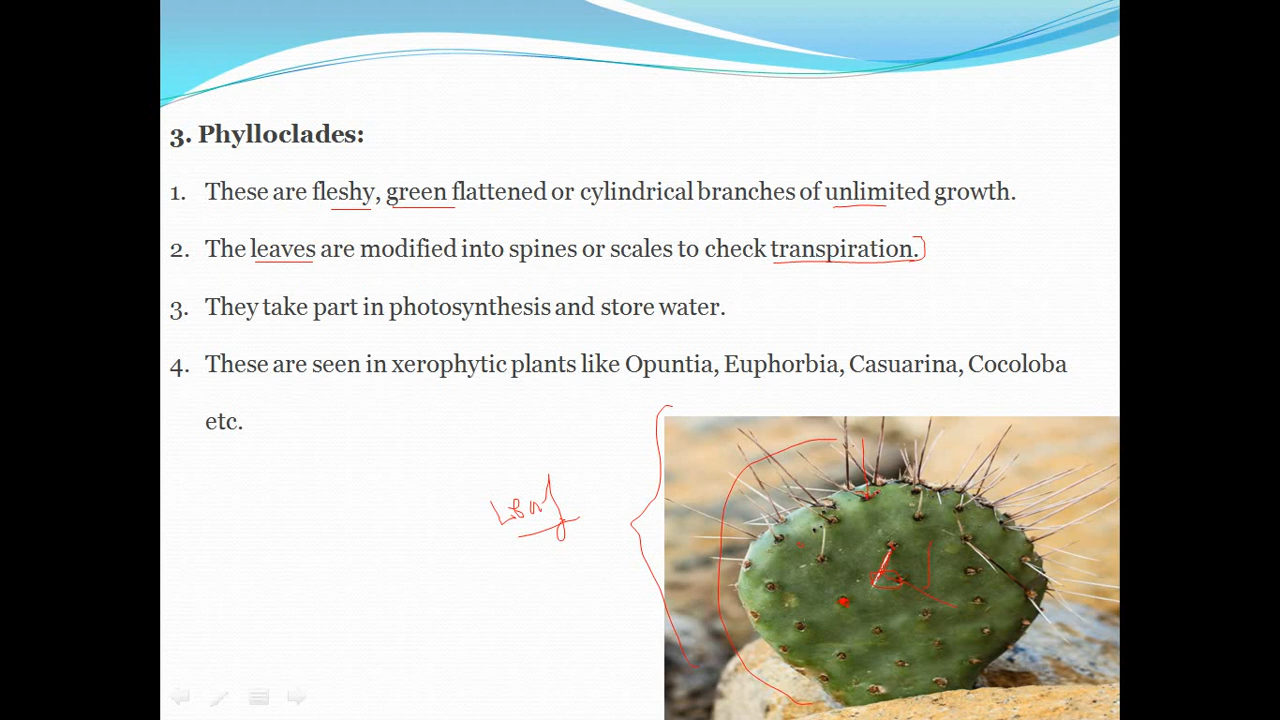 3. Phylloclades:
1. These are fleshy, green flattened or cylindrical branches of unlimited growth.
2. The leaves are modified into spines or scales to check transpiration.
3. They take part in photosynthesis and store water.
4. These are seen in xerophytic plants like Opuntia, Euphorbia, Casuarina, Cocoloba
etc.
Leaf